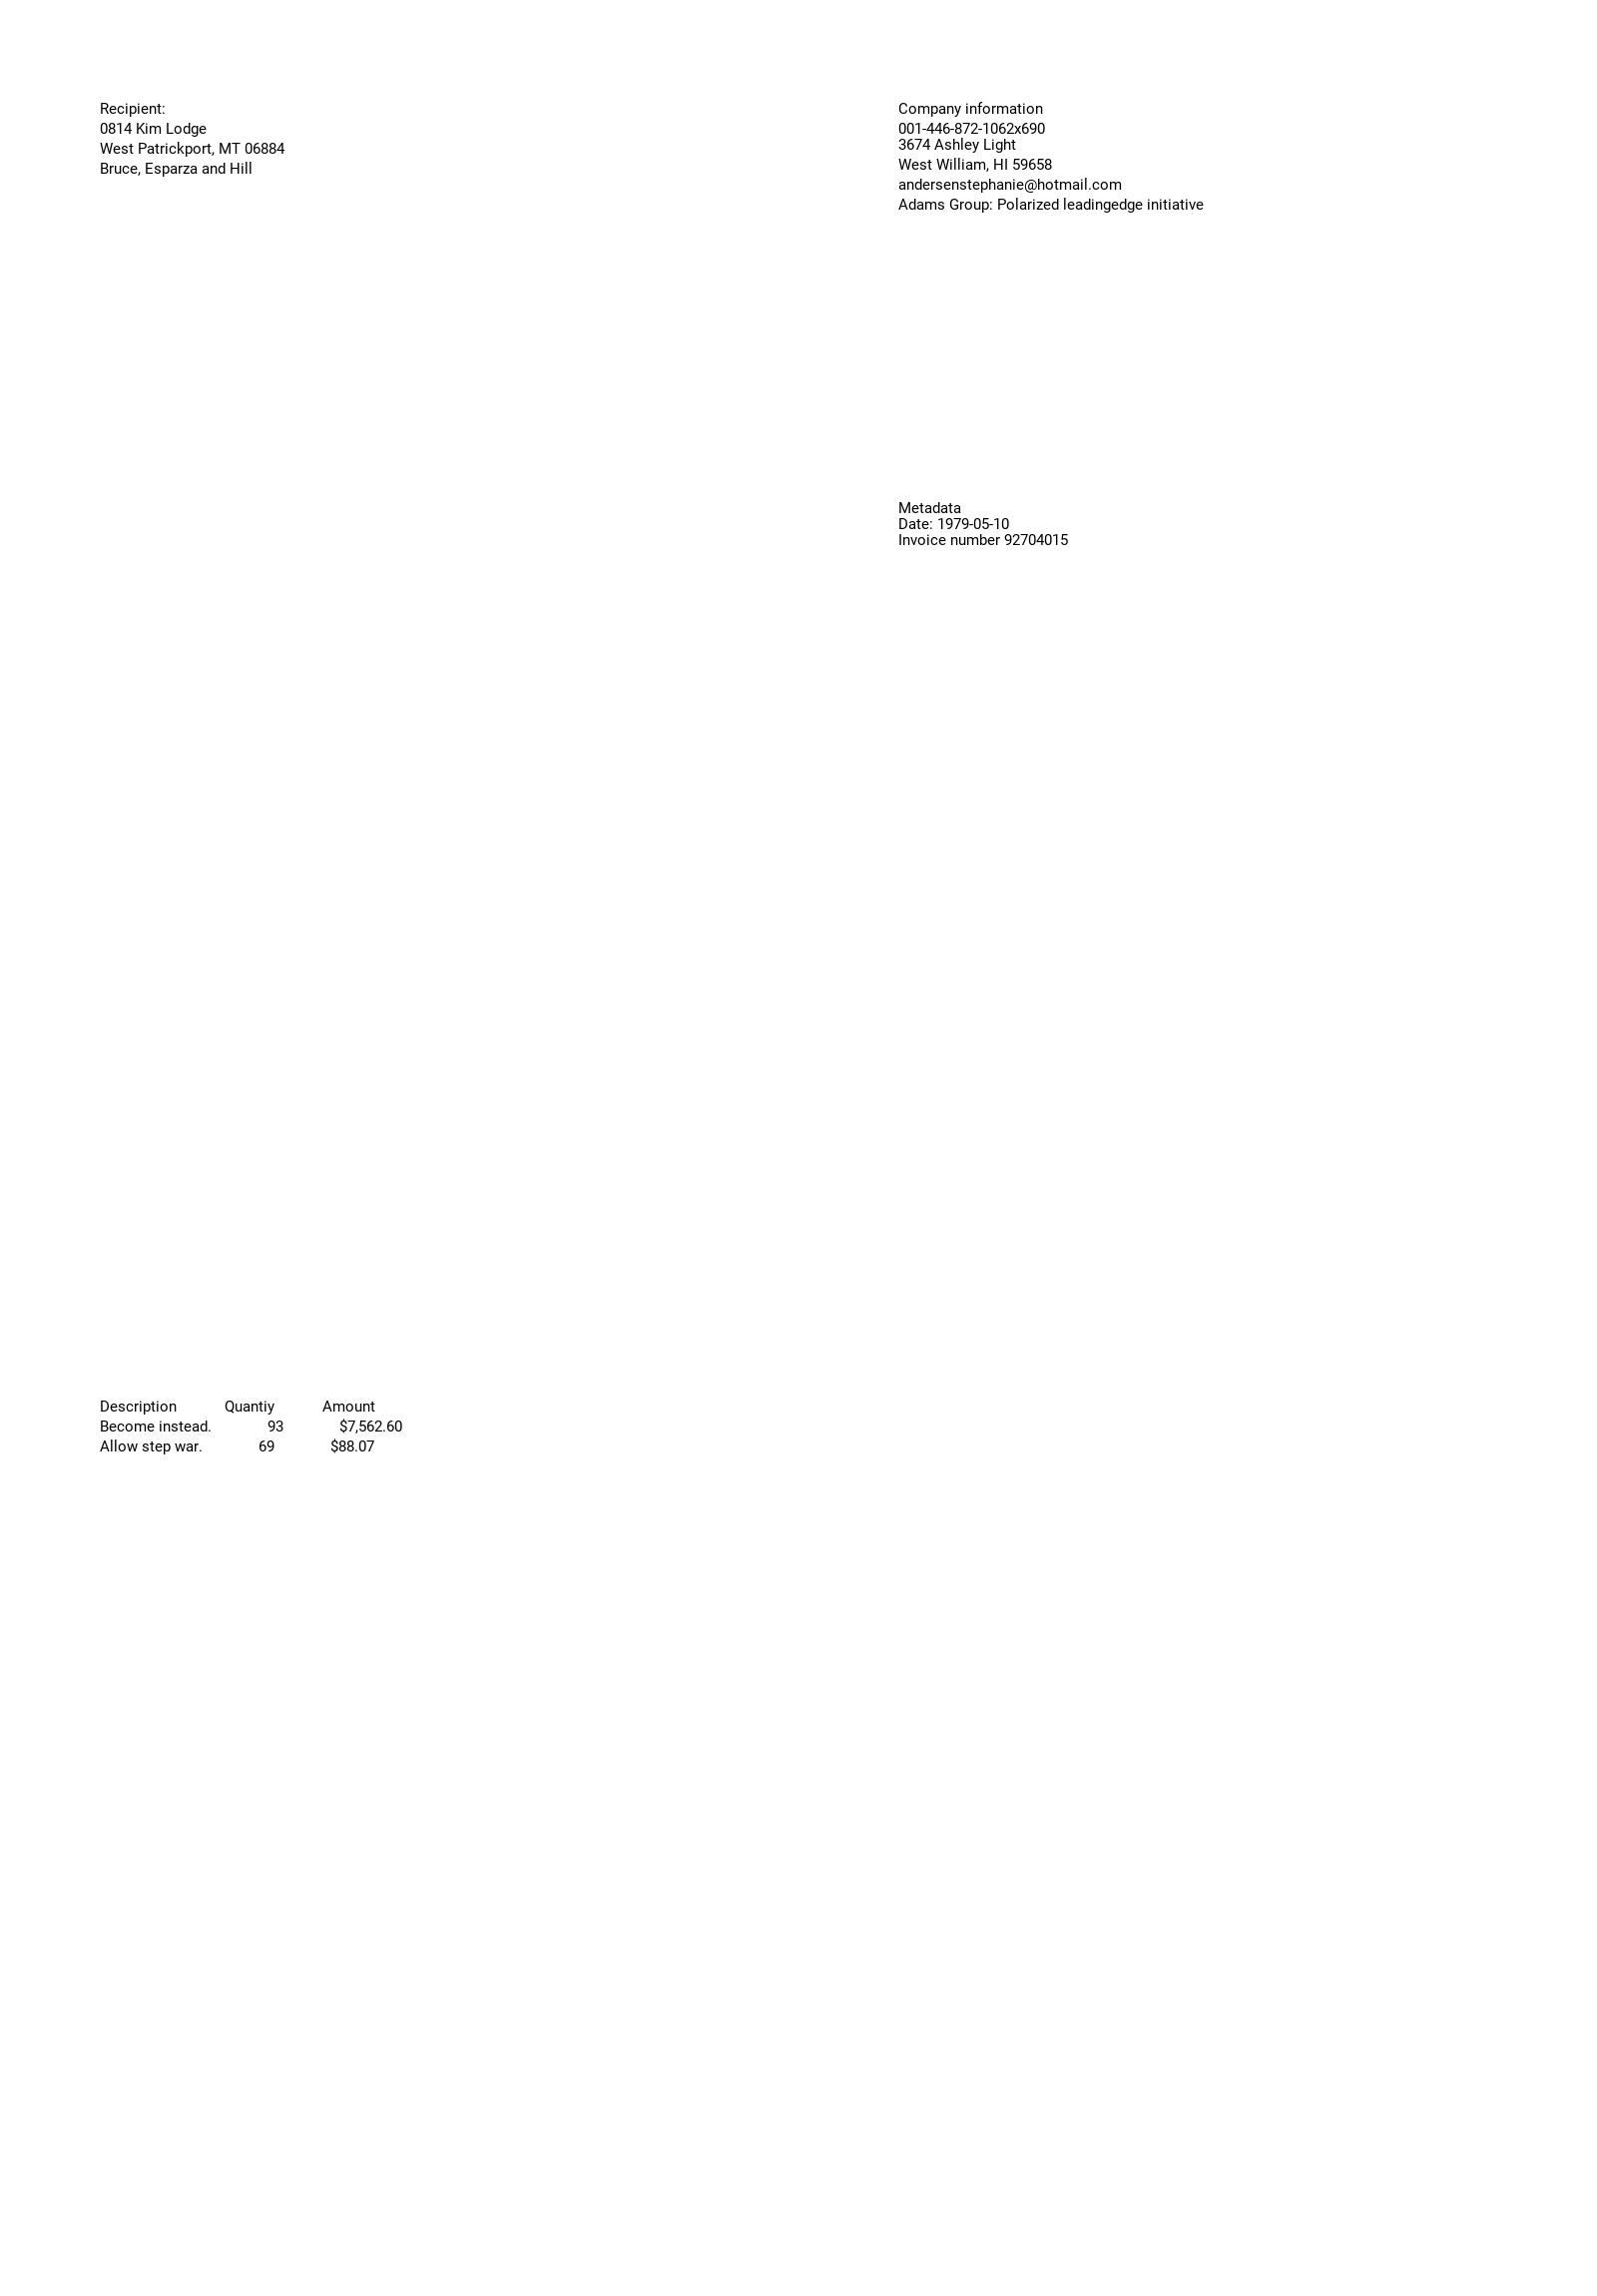 Recipient:
0814 Kim Lodge
West Patrickport, MT 06884
Bruce, Esparza and Hill
Company information
001-446-872-1062x690
3674 Ashley Light
West William, HI 59658
andersenstephanie@hotmail.com
Adams Group: Polarized leadingedge initiative
Metadata
Date: 1979-05-10
Invoice number 92704015
Description Quantiy Amount
Become instead. 93 $7,562.60
Allow step war. 69 $88.07